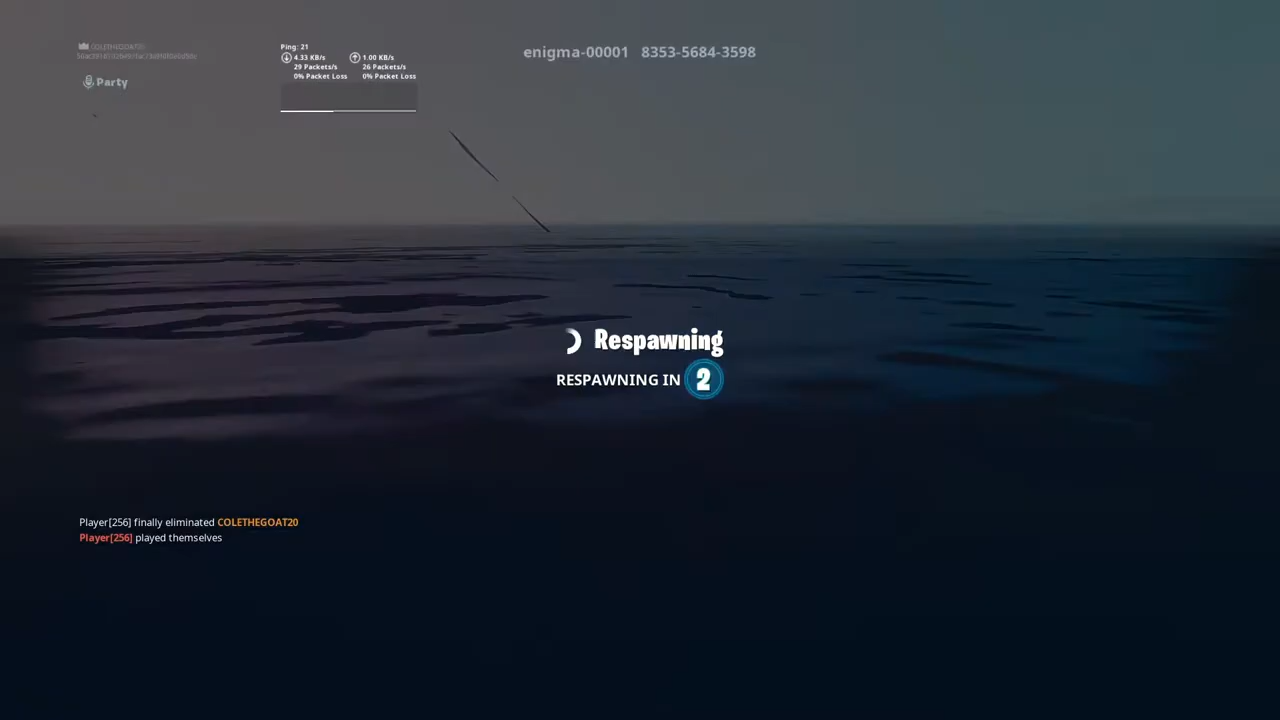 Party
Ping: 21
4.33 KB/s
1.00 KB/s
29 Packets/s
26 Packets/s
0% Packet Loss
0% Packet Loss
enigma-00001 8353-5684-3598
Respawning
RESPAWNING IN 2
Player[256] finally eliminated COLETHEGOAT20
Player[256] played themselves